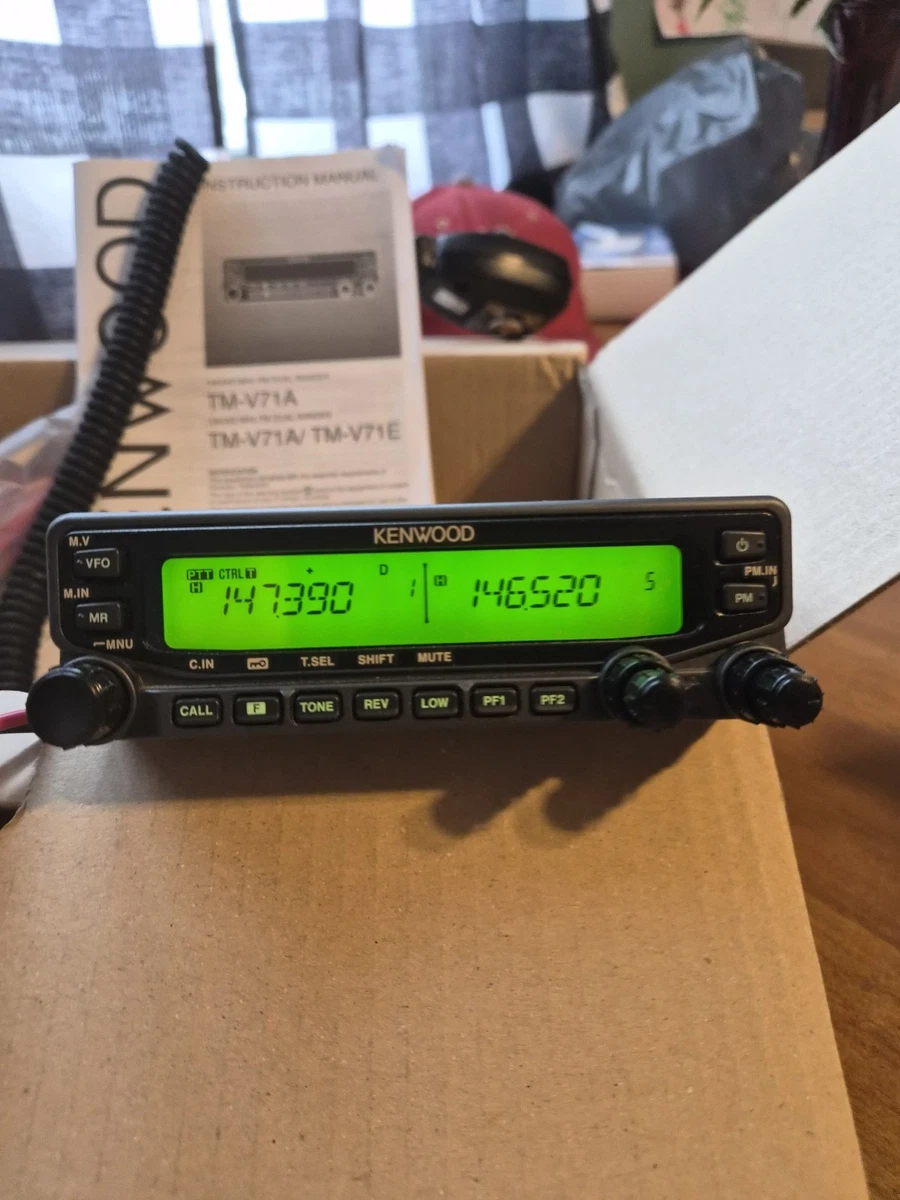 INSTRUCTION MANUAL
KENWOOD
TM-V71A
TM-V71A/ TM-V71E
KENWOOD
M.V
VFO
M.IN
MR
MNU
PTT CTRL T + D
H 147.390 1 H 146.520 5
PM.IN
PM
C.IN T.SEL SHIFT MUTE
CALL F TONE REV LOW PF1 PF2